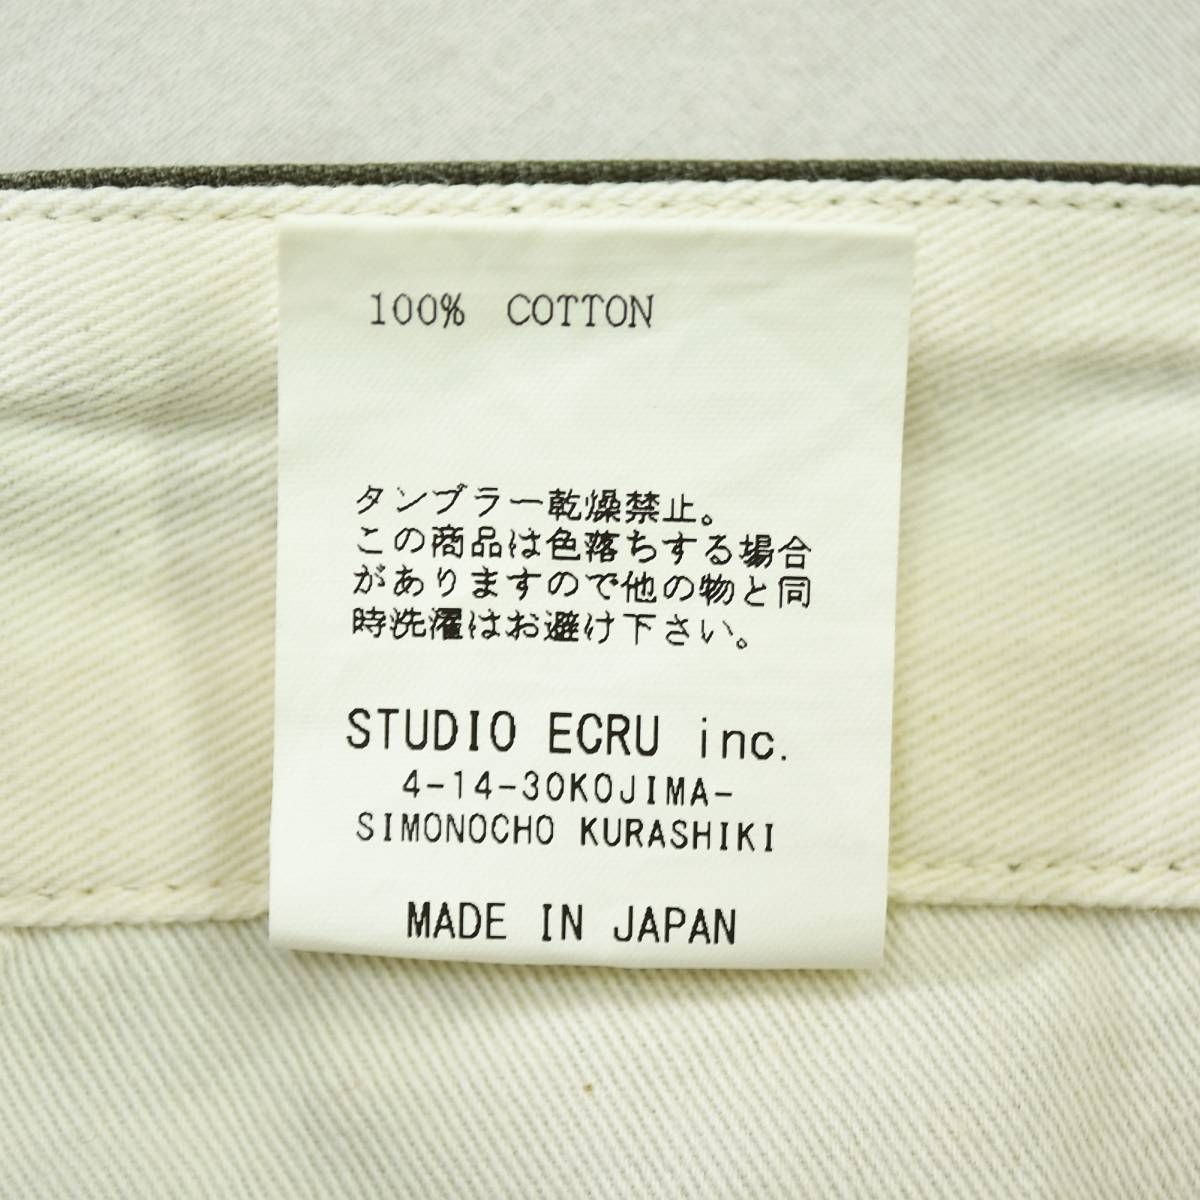 100% COTTON
タンブラー乾燥禁止。
この商品は色落ちする場合
がありますので他の物と同
時洗濯はお避け下さい。
STUDIO ECRU inc.
4-14-30KOJIMA-
SIMONOCHO KURASHIKI
MADE IN JAPAN